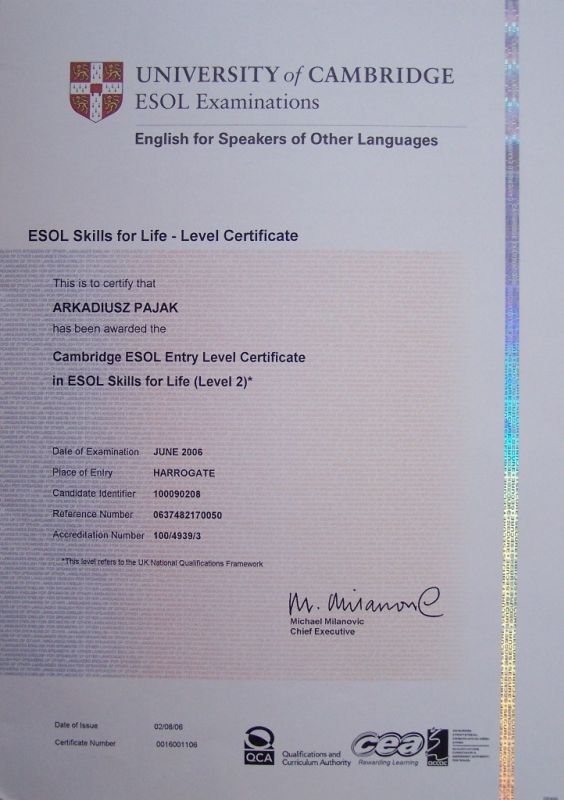 UNIVERSITY of CAMBRIDGE
ESOL Examinations
English for Speakers of Other Languages
ESOL Skills for Life - Level Certificate
This is to certify that
ARKADIUSZ PAJAK
has been awarded the
Cambridge ESOL Entry Level Certificate
in ESOL Skills for Life (Level 2)*
Date of Examination JUNE 2006
Place of Entry HARROGATE
Candidate Identifier 100090208
Reference Number 0637482170050
Accreditation Number 100/4939/3
*This level refers to the UK National Qualifications Framework
M. Milanovic
Michael Milanovic
Chief Executive
Date of Issue 02/08/06
Certificate Number 0016001106
QCA
Qualifications and
Curriculum Authority
cea
Rewarding Learning
accac